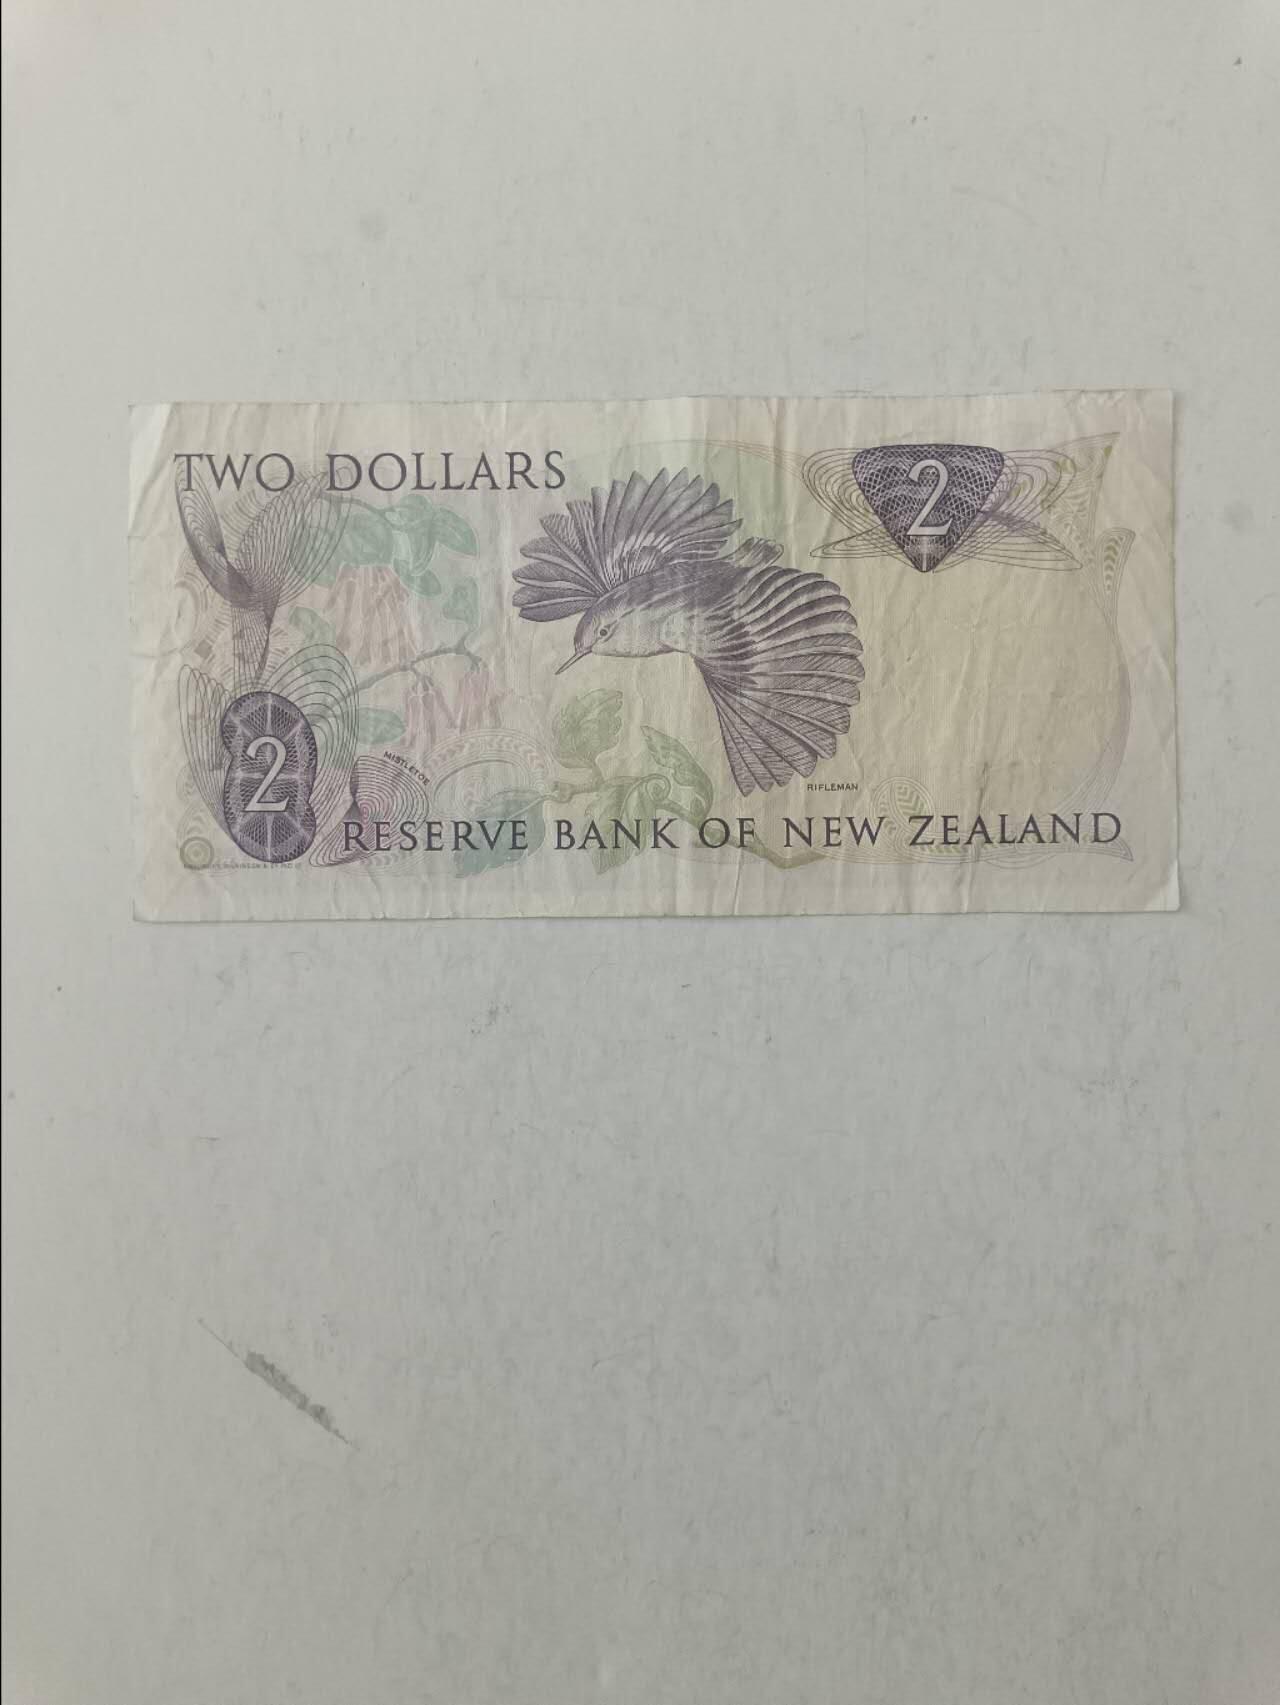 TWO DOLLARS
2
MISTLETOE
2
RIFLEMAN
RESERVE BANK OF NEW ZEALAND